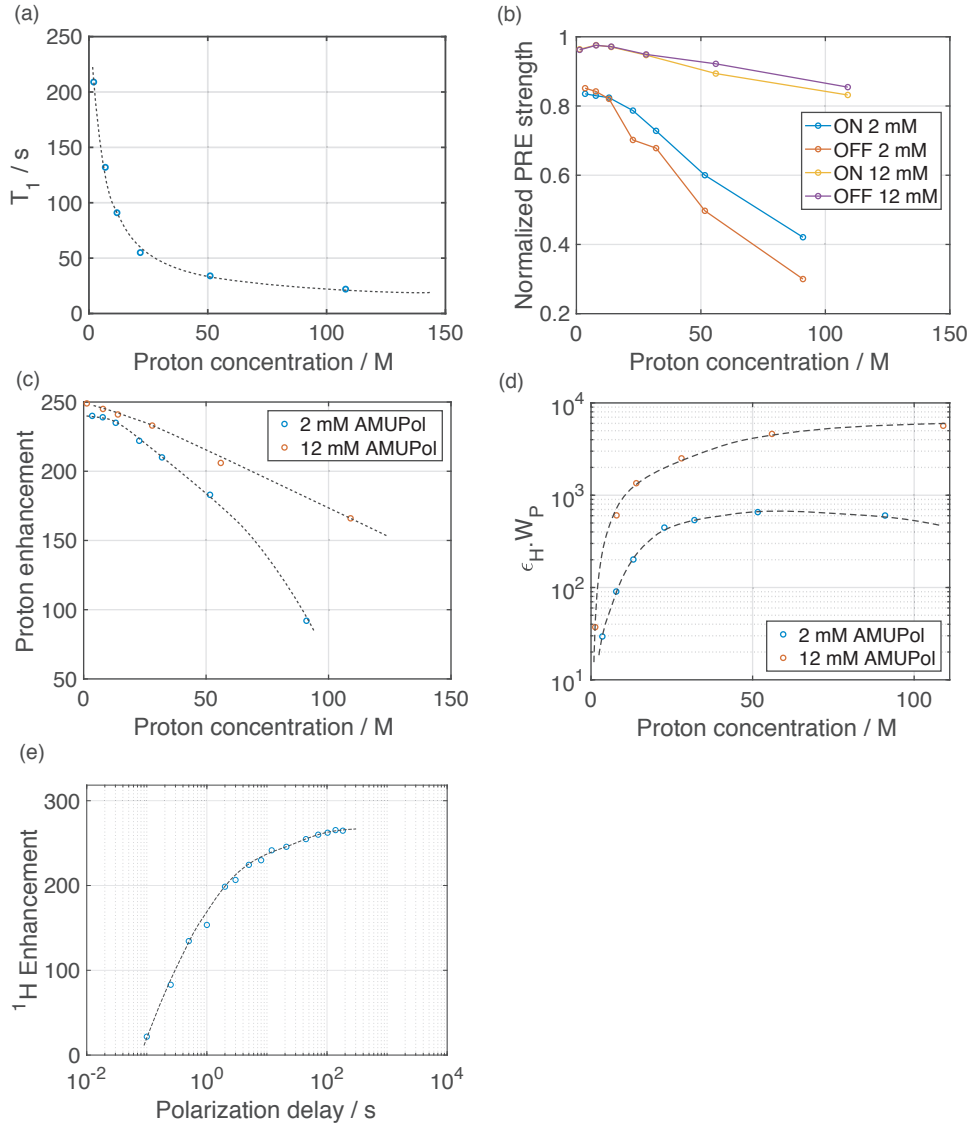 (a)
250
200
150
100
50
0
T1 / s
0 50 100 150
Proton concentration / M
(b)
1
0.8
0.6
0.4
0.2
Normalized PRE strength
ON 2 mM
OFF 2 mM
ON 12 mM
OFF 12 mM
0 50 100 150
Proton concentration / M
(c)
250
200
150
100
50
Proton enhancement
2 mM AMUPol
12 mM AMUPol
0 50 100 150
Proton concentration / M
(d)
10^4
10^3
10^2
10^1
ϵH.WP
2 mM AMUPol
12 mM AMUPol
0 50 100
Proton concentration / M
(e)
300
200
100
0
1H Enhancement
10^-2 10^0 10^2 10^4
Polarization delay / s